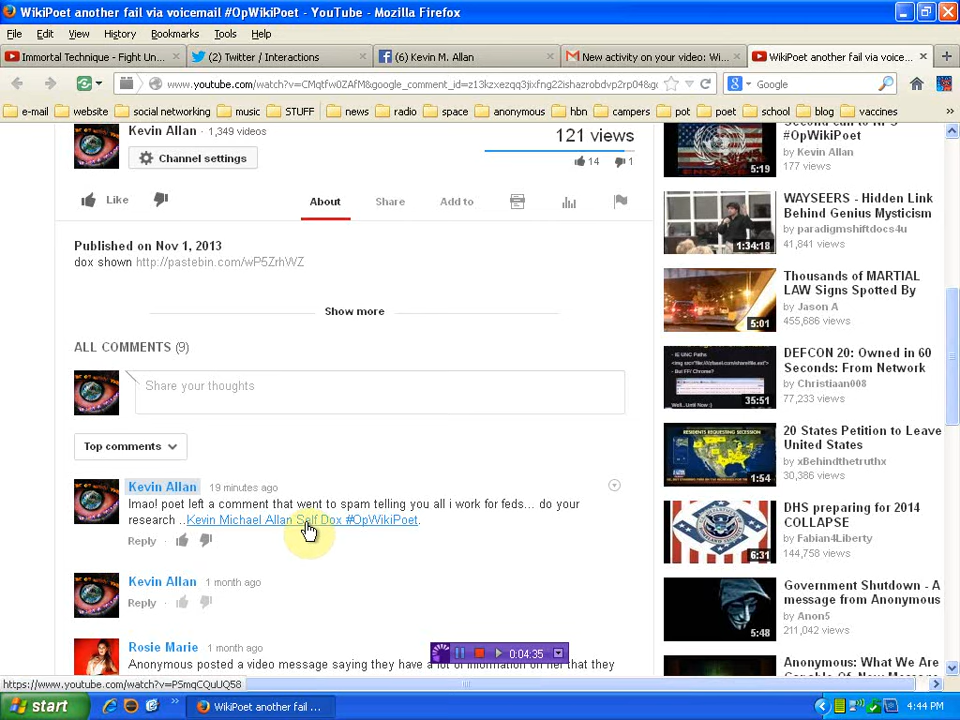 WikiPoet another fail via voicemail #OpWikiPoet - YouTube - Mozilla Firefox
File Edit View History Bookmarks Tools Help
Immortal Technique - Fight Un...
(2) Twitter / Interactions
(6) Kevin M. Allan
New activity on your video: Wi...
WikiPoet another fail via voice...
www.youtube.com/watch?v=CMqtfw0ZAfM&google_comment_id=z13kzxezqq3jixfng22ishazrobdvp2rp04&go
Google
e-mail website social networking music STUFF news radio space anonymous hbn campers pot poet school blog vaccines
Kevin Allan · 1,349 videos
Channel settings
121 views
14 1
Like
About Share Add to
Published on Nov 1, 2013
dox shown http://pastebin.com/wP5ZrhWZ
Show more
ALL COMMENTS (9)
Share your thoughts
Top comments
Kevin Allan 19 minutes ago
lmao! poet left a comment that went to spam telling you all i work for feds... do your
research ..Kevin Michael Allan Self Dox #OpWikiPoet.
Reply
Kevin Allan 1 month ago
Reply
Rosie Marie 1 month ago
Anonymous posted a video message saying they have a lot of information on her that they
#OpWikiPoet
by Kevin Allan
177 views
5:19
WAYSEERS - Hidden Link
Behind Genius Mysticism
by paradigmshiftdocs4u
41,841 views
1:34:18
Thousands of MARTIAL
LAW Signs Spotted By
by Jason A
455,686 views
5:01
DEFCON 20: Owned in 60
Seconds: From Network
by Christiaan008
77,233 views
35:51
20 States Petition to Leave
United States
by xBehindthetruthx
30,386 views
1:54
DHS preparing for 2014
COLLAPSE
by Fabian4Liberty
144,758 views
6:31
Government Shutdown - A
message from Anonymous
by Anon5
211,042 views
5:48
Anonymous: What We Are
0:04:35
https://www.youtube.com/watch?v=PSmqCQuUQ58
start
WikiPoet another fail ...
4:44 PM